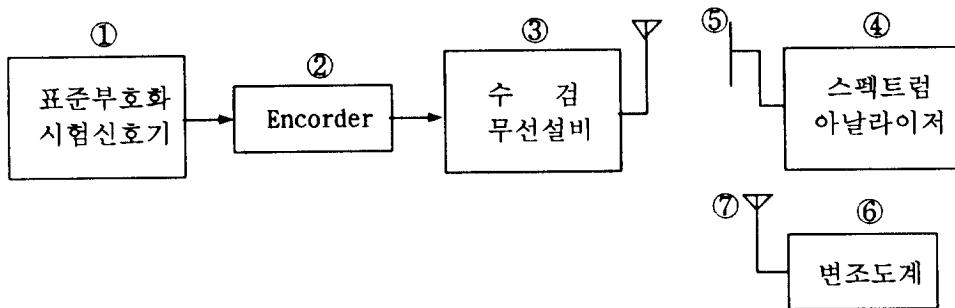 ①
표준부호화
시험신호기
②
Encorder
③
수 검
무선설비
⑤
④
스펙트럼
아날라이저
⑦
⑥
변조도계